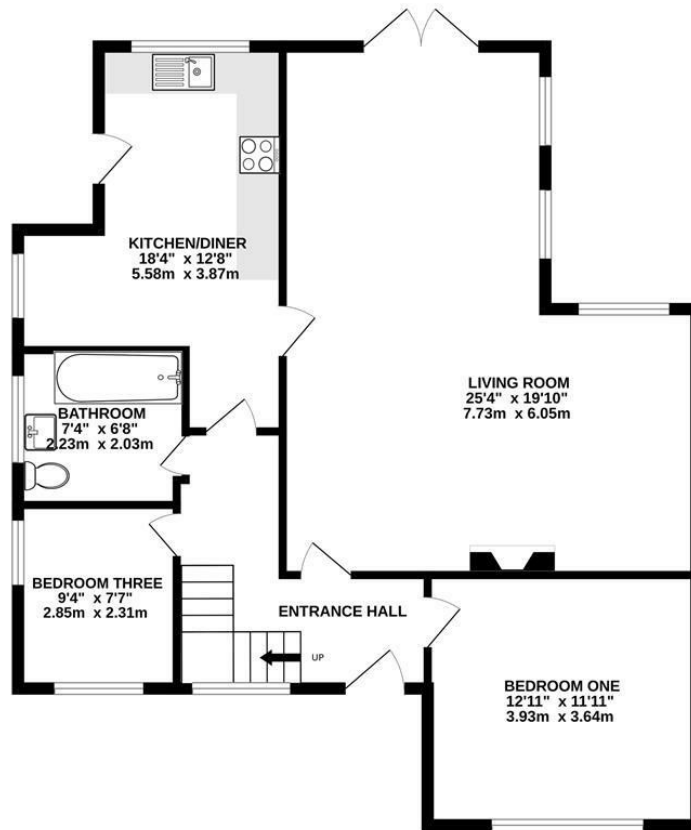 KITCHEN/DINER
18'4" x 12'8"
5.58m x 3.87m
LIVING ROOM
25'4" x 19'10"
7.73m x 6.05m
BATHROOM
7'4" x 6'8"
2.23m x 2.03m
BEDROOM THREE
9'4" x 7'7"
2.85m x 2.31m
ENTRANCE HALL
UP
BEDROOM ONE
12'11" x 11'11"
3.93m x 3.64m